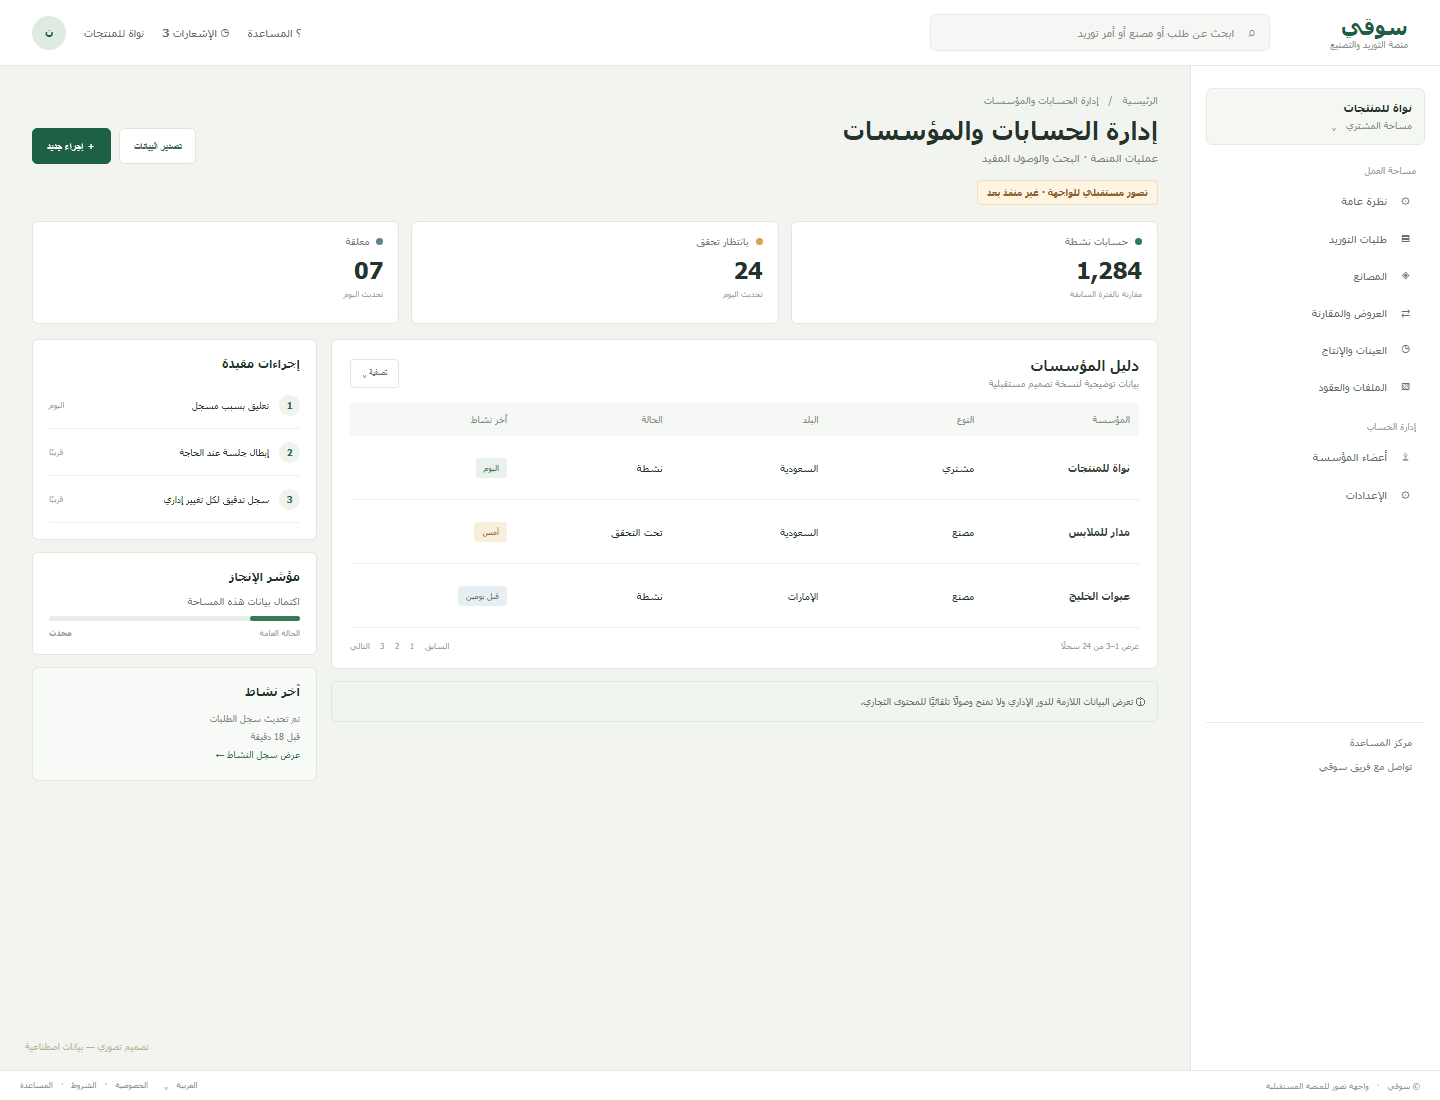 سوقي
منصة التوريد والتصنيع
ابحث عن طلب أو مصنع أو أمر توريد
؟ المساعدة
الإشعارات 3
نواة للمنتجات
ن
نواة للمنتجات
مساحة المشتري
مساحة العمل
نظرة عامة
طلبات التوريد
المصانع
العروض والمقارنة
العينات والإنتاج
الملفات والعقود
إدارة الحساب
أعضاء المؤسسة
الإعدادات
مركز المساعدة
تواصل مع فريق سوقي
الرئيسية / إدارة الحسابات والمؤسسات
إدارة الحسابات والمؤسسات
عمليات المنصة · البحث والوصول المقيد
تصور مستقبلي للواجهة · غير منفذ بعد
تصدير البيانات
+ إجراء جديد
حسابات نشطة
1,284
مقارنة بالفترة السابقة
بانتظار تحقق
24
تحديث اليوم
معلقة
07
تحديث اليوم
دليل المؤسسات
بيانات توضيحية لنسخة تصميم مستقبلية
تصفية
المؤسسة النوع البلد الحالة آخر نشاط
نواة للمنتجات مشتري السعودية نشطة اليوم
مدار للملابس مصنع السعودية تحت التحقق أمس
عبوات الخليج مصنع الإمارات نشطة قبل يومين
عرض 1–3 من 24 سجلًا
السابق 1 2 3 التالي
تعرض البيانات اللازمة للدور الإداري ولا تمنح وصولًا تلقائيًا للمحتوى التجاري.
إجراءات مقيدة
1 تعليق بسبب مسجل اليوم
2 إبطال جلسة عند الحاجة قريبًا
3 سجل تدقيق لكل تغيير إداري قريبًا
مؤشر الإنجاز
اكتمال بيانات هذه المساحة
الحالة العامة محدث
آخر نشاط
تم تحديث سجل الطلبات
قبل 18 دقيقة
عرض سجل النشاط ←
تصميم تصوري — بيانات اصطناعية
© سوقي · واجهة تصور للمنصة المستقبلية
العربية الخصوصية · الشروط · المساعدة